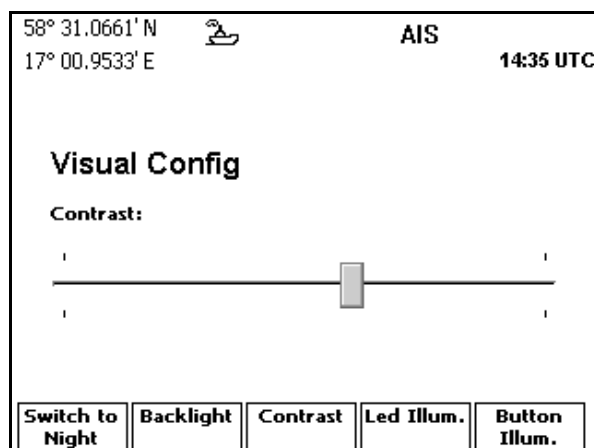 58° 31.0661' N
AIS
17° 00.9533' E
14:35 UTC
Visual Config
Contrast:
Switch to Night
Backlight
Contrast
Led Illum.
Button Illum.